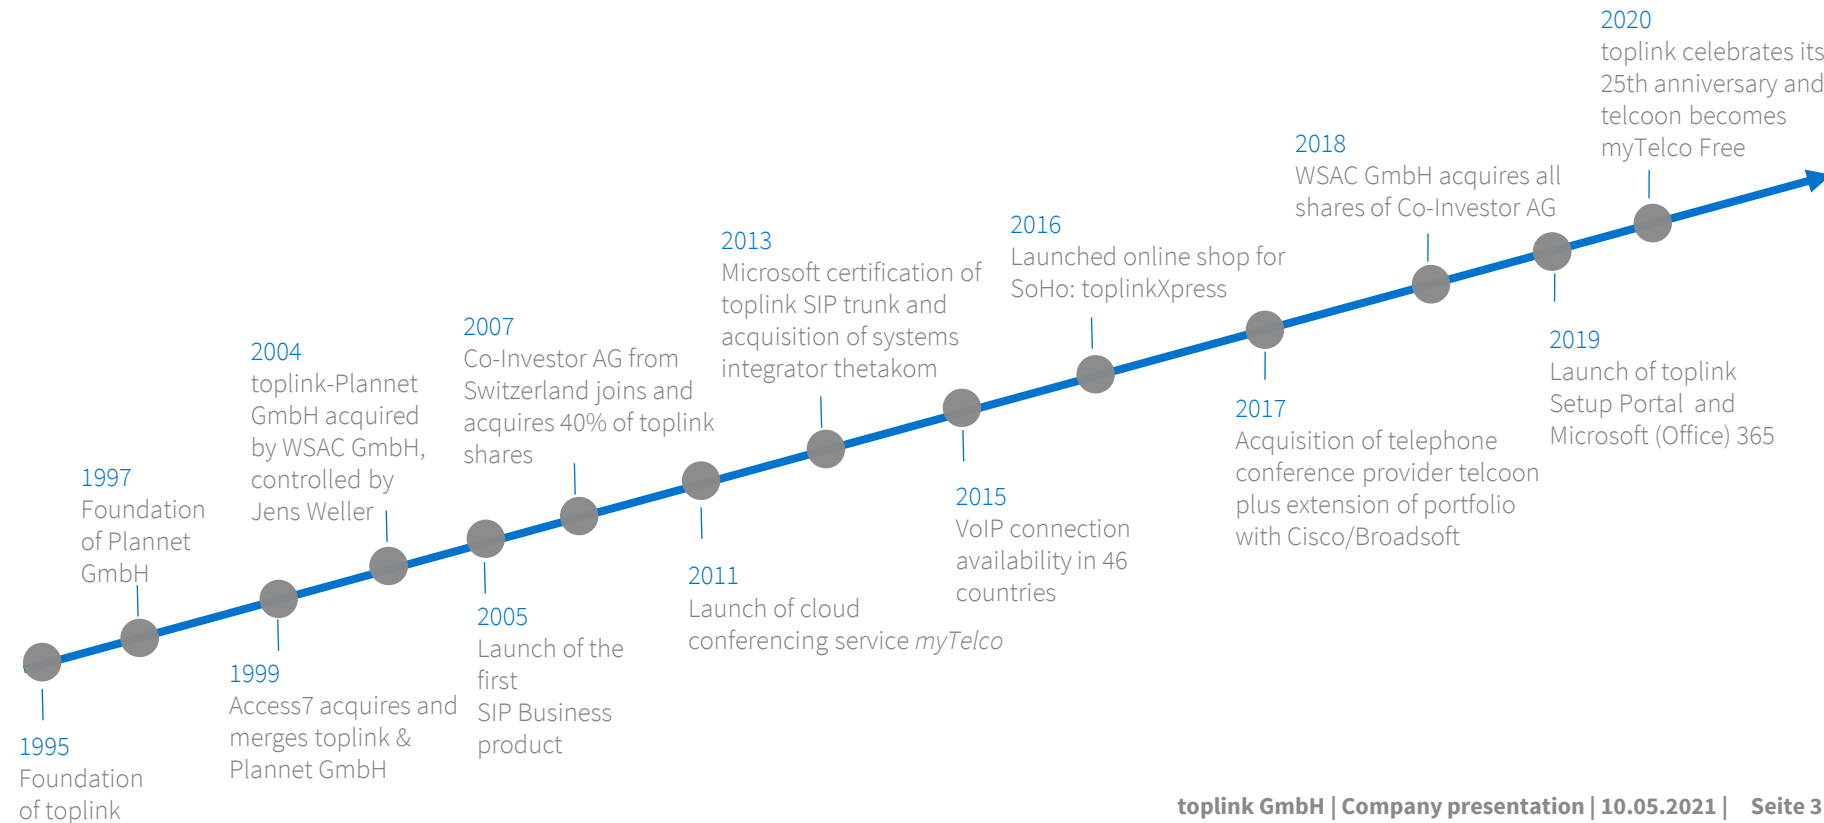 1995
Foundation
of toplink
1997
Foundation
of Plannet
GmbH
1999
Access7 acquires and
merges toplink &
Plannet GmbH
2004
toplink-Plannet
GmbH acquired
by WSAC GmbH,
controlled by
Jens Weller
2005
Launch of the
first
SIP Business
product
2007
Co-Investor AG from
Switzerland joins and
acquires 40% of toplink
shares
2011
Launch of cloud
conferencing service myTelco
2013
Microsoft certification of
toplink SIP trunk and
acquisition of systems
integrator thetakom
2015
VoIP connection
availability in 46
countries
2016
Launched online shop for
SoHo: toplinkXpress
2017
Acquisition of telephone
conference provider telcoon
plus extension of portfolio
with Cisco/Broadsoft
2018
WSAC GmbH acquires all
shares of Co-Investor AG
2019
Launch of toplink
Setup Portal and
Microsoft (Office) 365
2020
toplink celebrates its
25th anniversary and
telcoon becomes
myTelco Free
toplink GmbH | Company presentation | 10.05.2021 | Seite 3